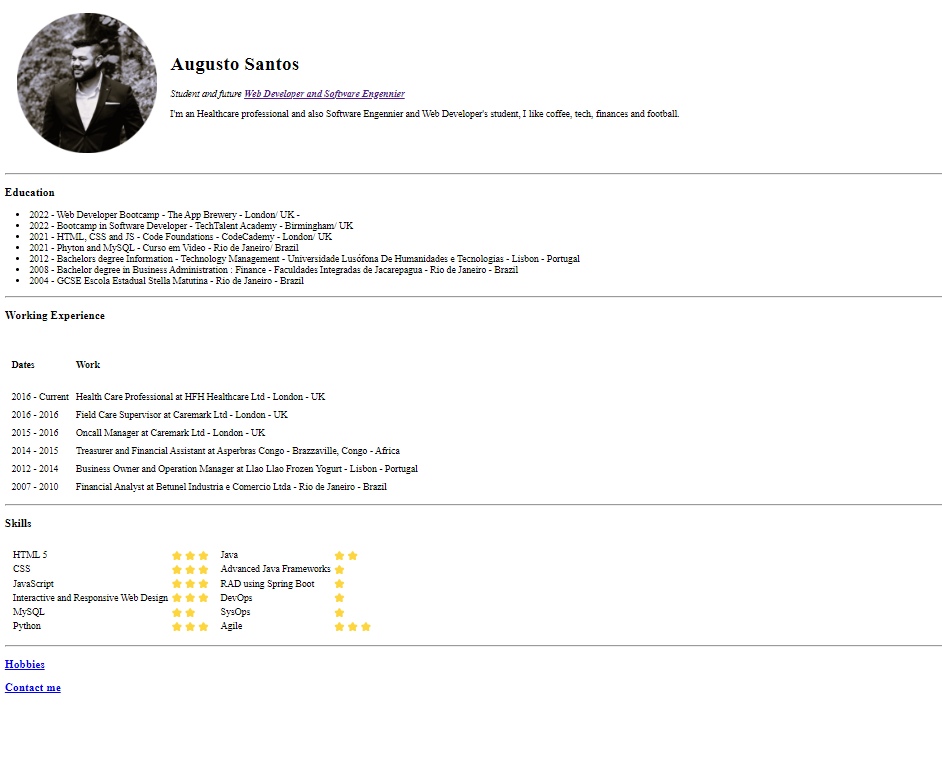 Augusto Santos
Student and future Web Developer and Software Engennier
I'm an Healthcare professional and also Software Engennier and Web Developer's student, I like coffee, tech, finances and football.
Education
2022 - Web Developer Bootcamp - The App Brewery - London/ UK -
2022 - Bootcamp in Software Developer - TechTalent Academy - Birmingham/ UK
2021 - HTML, CSS and JS - Code Foundations - CodeCademy - London/ UK
2021 - Phyton and MySQL - Curso em Video - Rio de Janeiro/ Brazil
2012 - Bachelors degree Information - Technology Management - Universidade Lusófona De Humanidades e Tecnologias - Lisbon - Portugal
2008 - Bachelor degree in Business Administration : Finance - Faculdades Integradas de Jacarepagua - Rio de Janeiro - Brazil
2004 - GCSE Escola Estadual Stella Matutina - Rio de Janeiro - Brazil
Working Experience
Dates Work
2016 - Current Health Care Professional at HFH Healthcare Ltd - London - UK
2016 - 2016 Field Care Supervisor at Caremark Ltd - London - UK
2015 - 2016 Oncall Manager at Caremark Ltd - London - UK
2014 - 2015 Treasurer and Financial Assistant at Asperbras Congo - Brazzaville, Congo - Africa
2012 - 2014 Business Owner and Operation Manager at Llao Llao Frozen Yogurt - Lisbon - Portugal
2007 - 2010 Financial Analyst at Betunel Industria e Comercio Ltda - Rio de Janeiro - Brazil
Skills
HTML 5 Java
CSS Advanced Java Frameworks
JavaScript RAD using Spring Boot
Interactive and Responsive Web Design DevOps
MySQL SysOps
Python Agile
Hobbies
Contact me